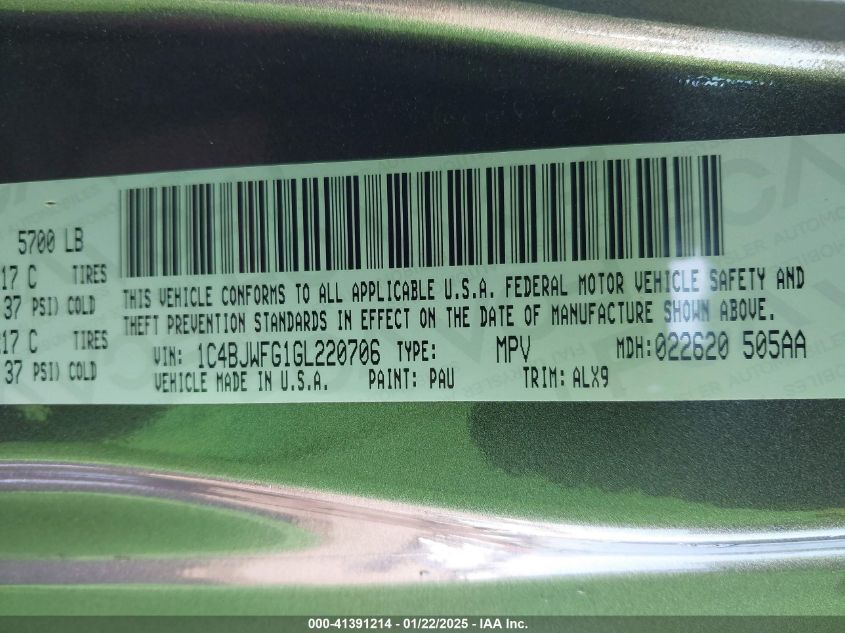 5700 LB
17 C TIRES
37 PSI) COLD
17 C TIRES
37 PSI) COLD
THIS VEHICLE CONFORMS TO ALL APPLICABLE U.S.A. FEDERAL MOTOR VEHICLE SAFETY AND
THEFT PREVENTION STANDARDS IN EFFECT ON THE DATE OF MANUFACTURE SHOWN ABOVE.
VIN: 1C4BJWFG1GL220706 TYPE: MPV MDH:022620 505AA
VEHICLE MADE IN U.S.A. PAINT: PAU TRIM: ALX9
000-41391214 - 01/22/2025 - IAA Inc.